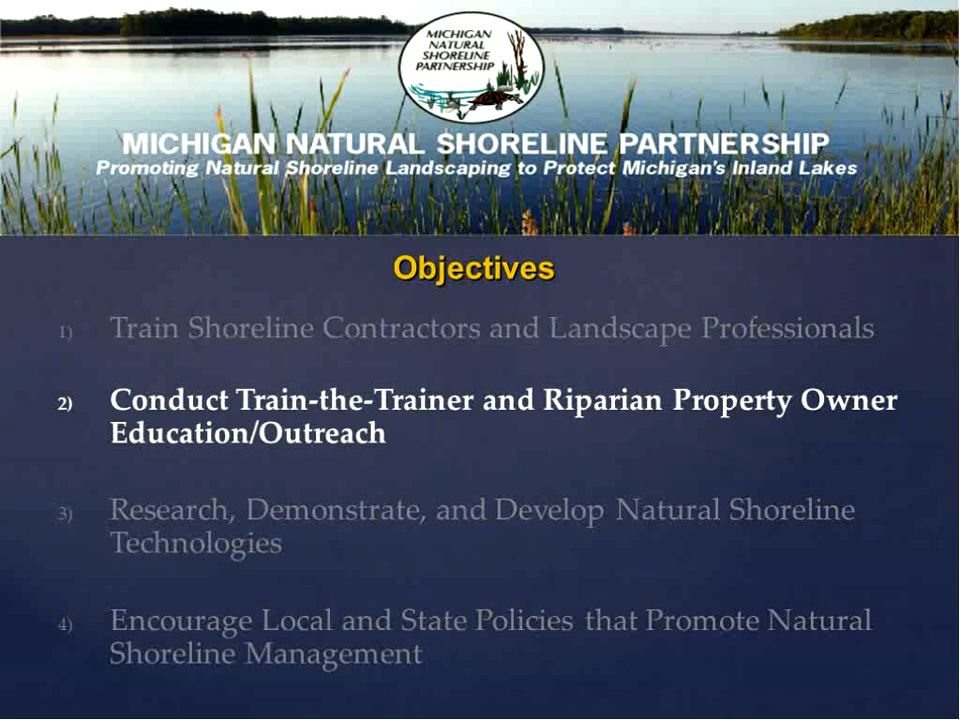 MICHIGAN
NATURAL
SHORELINE
PARTNERSHIP
MICHIGAN NATURAL SHORELINE PARTNERSHIP
Promoting Natural Shoreline Landscaping to Protect Michigan's Inland Lakes
Objectives
1) Train Shoreline Contractors and Landscape Professionals
2) Conduct Train-the-Trainer and Riparian Property Owner
Education/Outreach
3) Research, Demonstrate, and Develop Natural Shoreline
Technologies
4) Encourage Local and State Policies that Promote Natural
Shoreline Management